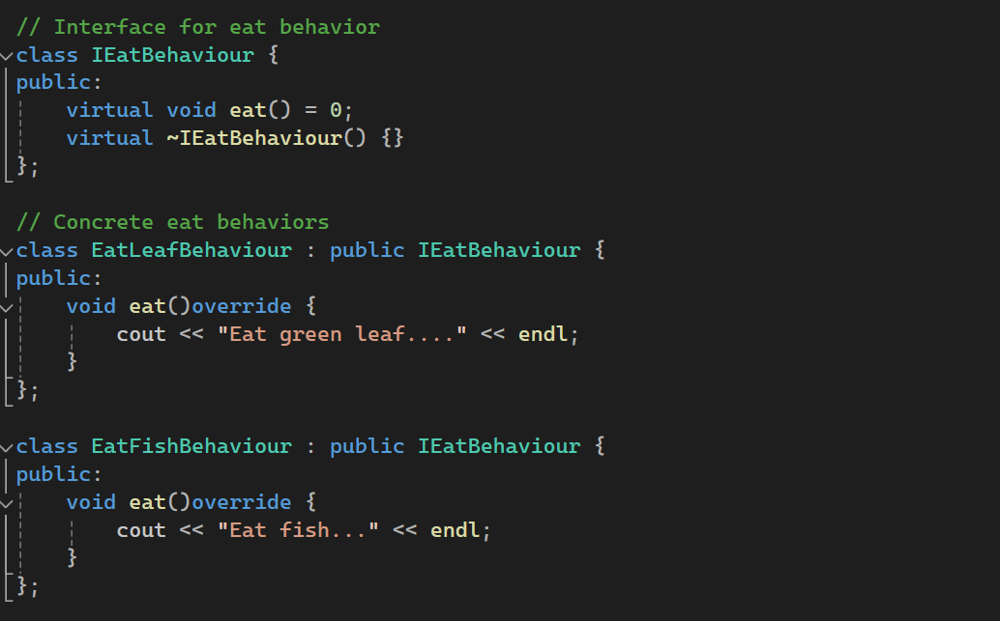 // Interface for eat behavior
class IEatBehaviour {
public:
    virtual void eat() = 0;
    virtual ~IEatBehaviour() {}
};

// Concrete eat behaviors
class EatLeafBehaviour : public IEatBehaviour {
public:
    void eat()override {
        cout << "Eat green leaf...." << endl;
    }
};

class EatFishBehaviour : public IEatBehaviour {
public:
    void eat()override {
        cout << "Eat fish..." << endl;
    }
};